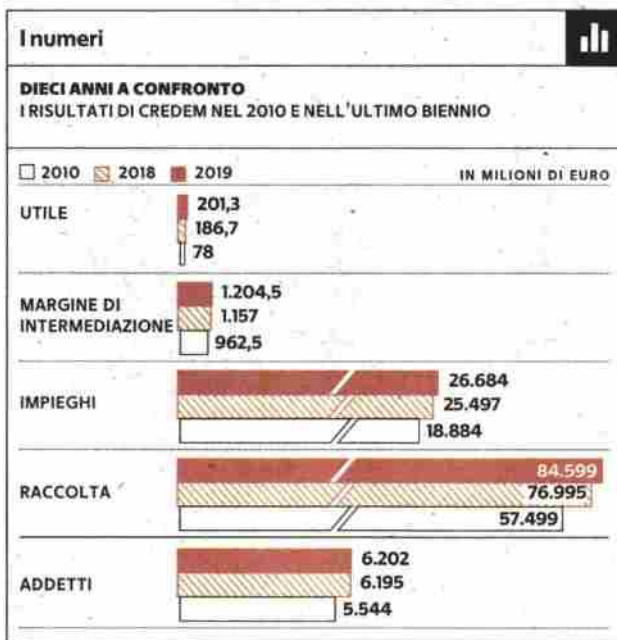 I numeri
DIECI ANNI A CONFRONTO
I RISULTATI DI CREDEM NEL 2010 E NELL'ULTIMO BIENNIO
2010 2018 2019 IN MILIONI DI EURO
UTILE
201,3
186,7
78
MARGINE DI
INTERMEDIAZIONE
1.204,5
1.157
962,5
IMPIEGHI
26.684
25.497
18.884
RACCOLTA
84.599
76.995
57.499
ADDETTI
6.202
6.195
5.544